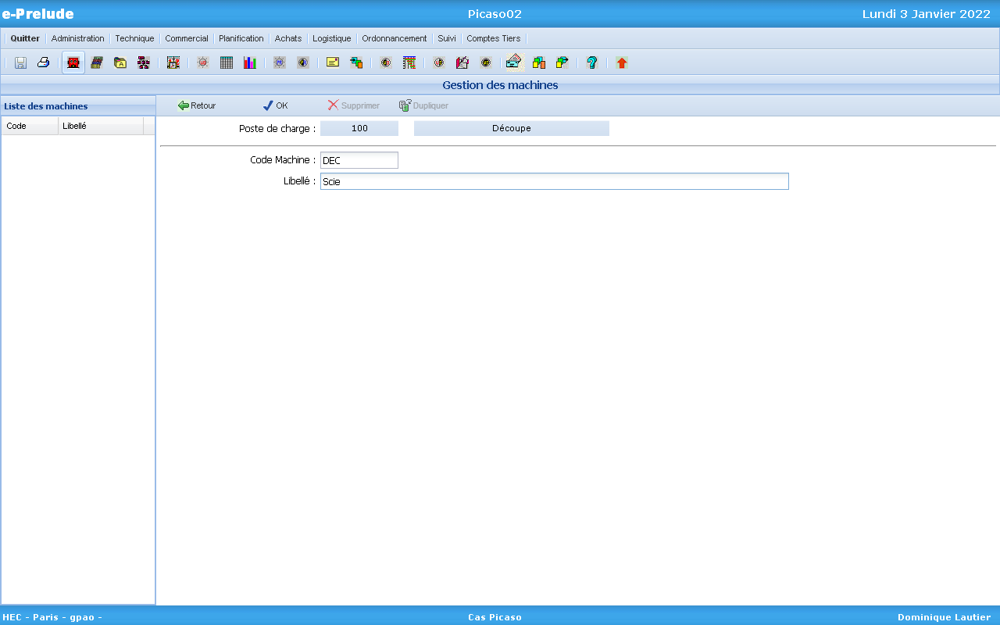 e-Prelude Picaso02 Lundi 3 Janvier 2022
Quitter Administration Technique Commercial Planification Achats Logistique Ordonnancement Suivi Comptes Tiers
Gestion des machines
Liste des machines Retour OK Supprimer Dupliquer
Code Libellé Poste de charge : 100 Découpe
Code Machine : DEC
Libellé : Scie
HEC - Paris - gpao - Cas Picaso Dominique Lautier